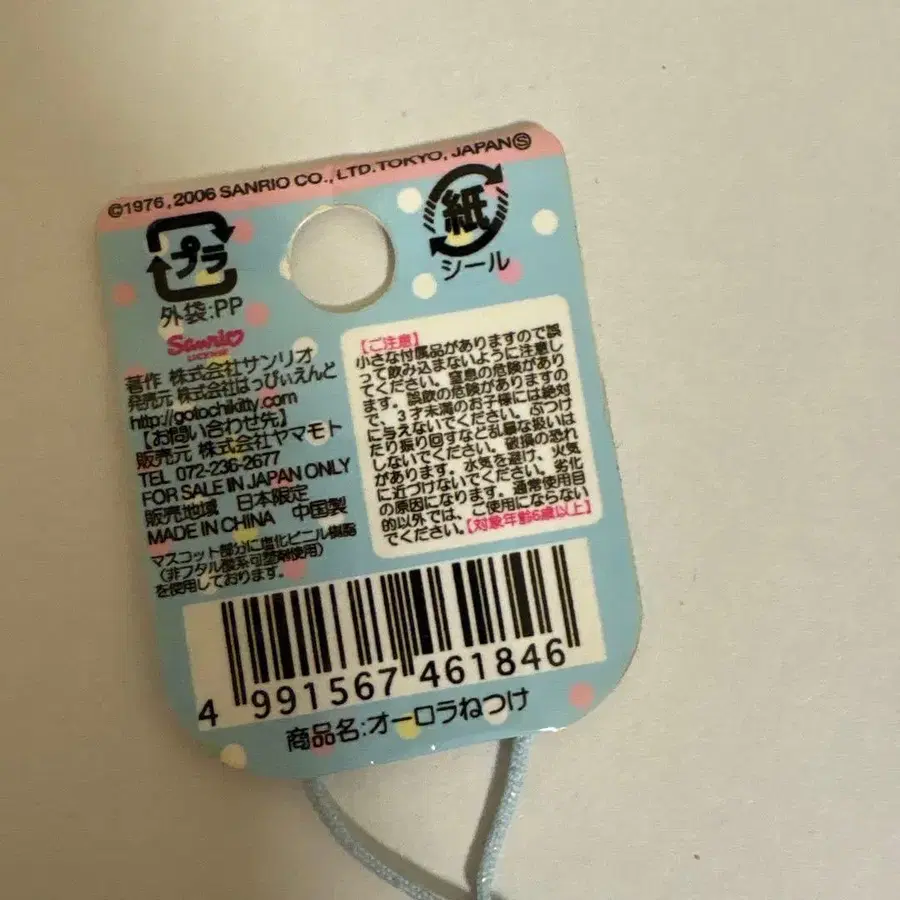 ©1976,2006 SANRIO CO., LTD.TOKYO, JAPANⓈ
プラ
外袋:PP
紙
シール
Sanrio
LICENSE
著作 株式会社サンリオ
発売元 株式会社はっぴぃえんど
http://gotochikitty.com
【お問い合わせ先】
販売元 株式会社ヤマモト
TEL 072-236-2677
FOR SALE IN JAPAN ONLY
販売地域 日本限定
MADE IN CHINA 中国製
マスコット部分に塩化ビニル樹脂
(非フタル酸系可塑剤使用)
を使用しております。
【ご注意】
小さな付属品がありますので誤
って飲み込まないように注意し
てください。窒息の危険があり
ます。誤飲の危険がありますの
で、3才未満のお子様には絶対
に与えないでください。ぶつけ
たり振り回すなど乱暴な扱いは
しないでください。破損の恐れ
があります。水気を避け、火気
に近づけないでください。劣化
の原因になります。通常使用目
的以外では、ご使用にならない
でください。【対象年齢6歳以上】
4 991567 461846
商品名:オーロラねつけ